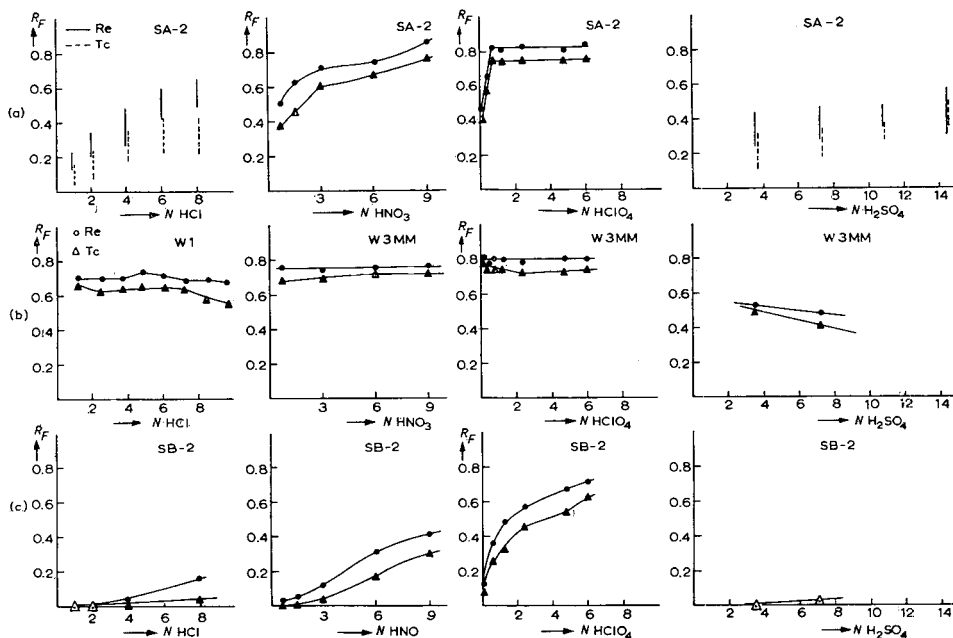 R_F — Re SA-2
--- Tc
0.8
0.6
(a) 0.4
0.2
2 4 6 8
→ N HCl
R_F SA-2
0.8
0.6
0.4
0.2
3 6 9
→ N HNO3
R_F SA-2
0.8
0.6
0.4
0.2
2 4 6 8
→ N HClO4
SA-2
0.8
0.6
0.4
0.2
2 4 6 8 10 12 14
→ N H2SO4
R_F • Re W1
△ Tc
0.8
0.6
(b) 0.4
0.2
2 4 6 8
→ N HCl
W3MM
0.8
0.6
0.4
0.2
3 6 9
→ N HNO3
W3MM
0.8
0.6
0.4
0.2
2 4 6 8
→ N HClO4
W3MM
0.8
0.6
0.4
0.2
2 4 6 8 10 12 14
→ N H2SO4
R_F SB-2
0.8
0.6
(c) 0.4
0.2
2 4 6 8
→ N HCl
SB-2
0.8
0.6
0.4
0.2
3 6 9
→ N HNO
R_F SB-2
0.8
0.6
0.4
0.2
2 4 6 8
→ N HClO4
SB-2
0.8
0.6
0.4
0.2
2 4 6 8 10 12 14
→ N H2SO4